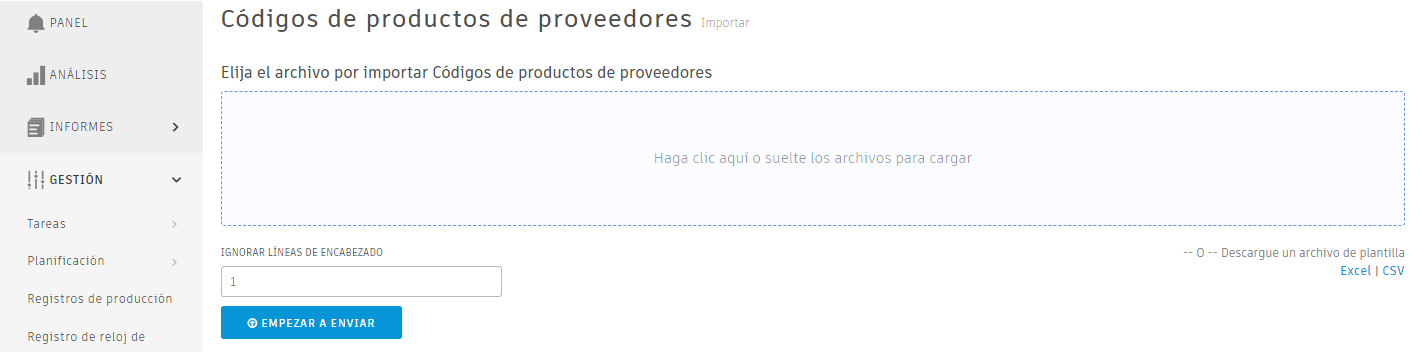 PANEL
ANÁLISIS
INFORMES
GESTIÓN
Tareas
Planificación
Registros de producción
Registro de reloj de
Códigos de productos de proveedores Importar
Elija el archivo por importar Códigos de productos de proveedores
Haga clic aquí o suelte los archivos para cargar
IGNORAR LÍNEAS DE ENCABEZADO
1
EMPEZAR A ENVIAR
-- O -- Descargue un archivo de plantilla
Excel | CSV